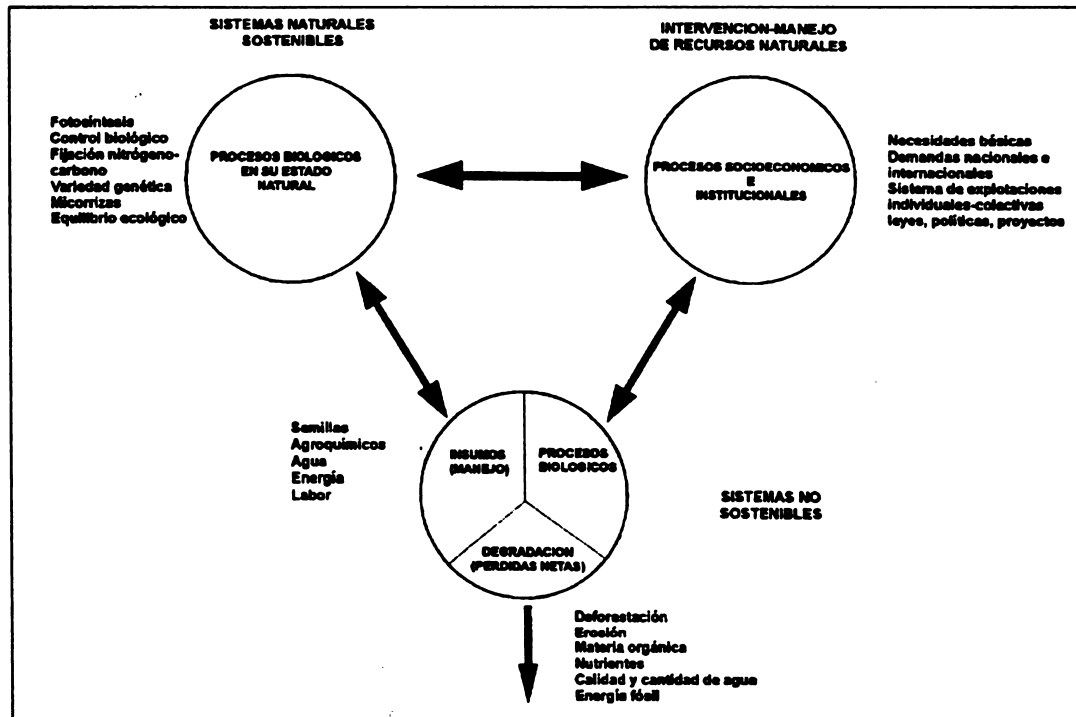 SISTEMAS NATURALES
SOSTENIBLES
INTERVENCION-MANEJO
DE RECURSOS NATURALES
Fotosíntesis
Control biológico
Fijación nitrógeno-
carbono
Variedad genética
Micorrizas
Equilibrio ecológico
PROCESOS BIOLOGICOS
EN SU ESTADO
NATURAL
PROCESOS SOCIOECONOMICOS
E
INSTITUCIONALES
Necesidades básicas
Demandas nacionales e
internacionales
Sistema de explotaciones
individuales-colectivas
leyes, políticas, proyectos
Semillas
Agroquímicos
Agua
Energía
Labor
INSUMOS
(MANEJO)
PROCESOS
BIOLOGICOS
DEGRADACION
(PERDIDAS NETAS)
SISTEMAS NO
SOSTENIBLES
Deforestación
Erosión
Materia orgánica
Nutrientes
Calidad y cantidad de agua
Energía fósil